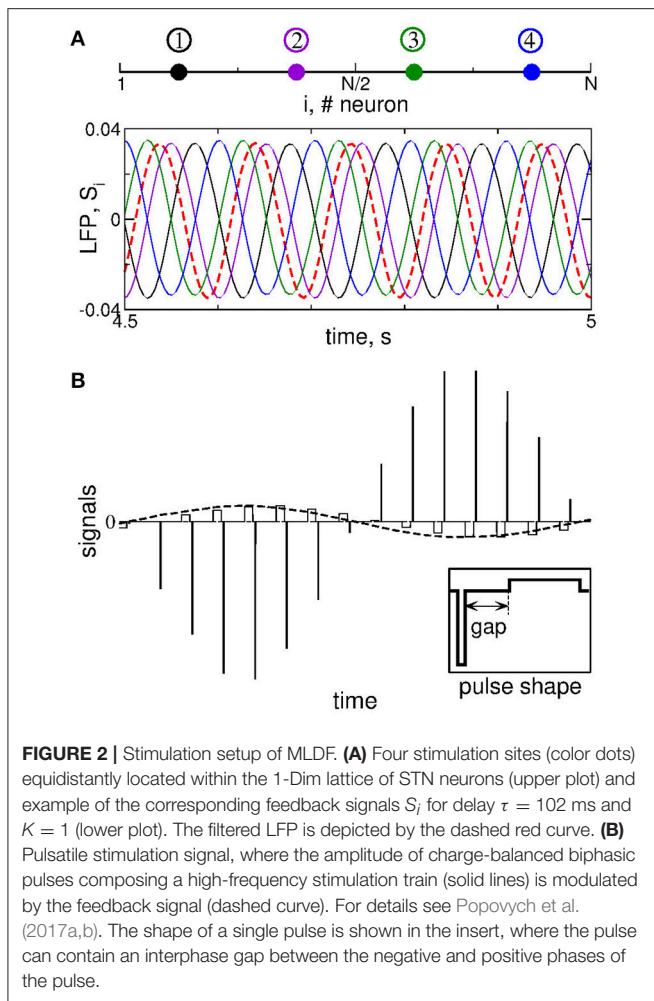 A
1 2 3 4
1 N/2 N
i, # neuron
0.04
LFP, Sᵢ
0
-0.04
4.5 5
time, s
B
signals
0
gap
time
pulse shape
FIGURE 2 | Stimulation setup of MLDF. (A) Four stimulation sites (color dots)
equidistantly located within the 1-Dim lattice of STN neurons (upper plot) and
example of the corresponding feedback signals Sᵢ for delay τ = 102 ms and
K = 1 (lower plot). The filtered LFP is depicted by the dashed red curve. (B)
Pulsatile stimulation signal, where the amplitude of charge-balanced biphasic
pulses composing a high-frequency stimulation train (solid lines) is modulated
by the feedback signal (dashed curve). For details see Popovych et al.
(2017a,b). The shape of a single pulse is shown in the insert, where the pulse
can contain an interphase gap between the negative and positive phases of
the pulse.